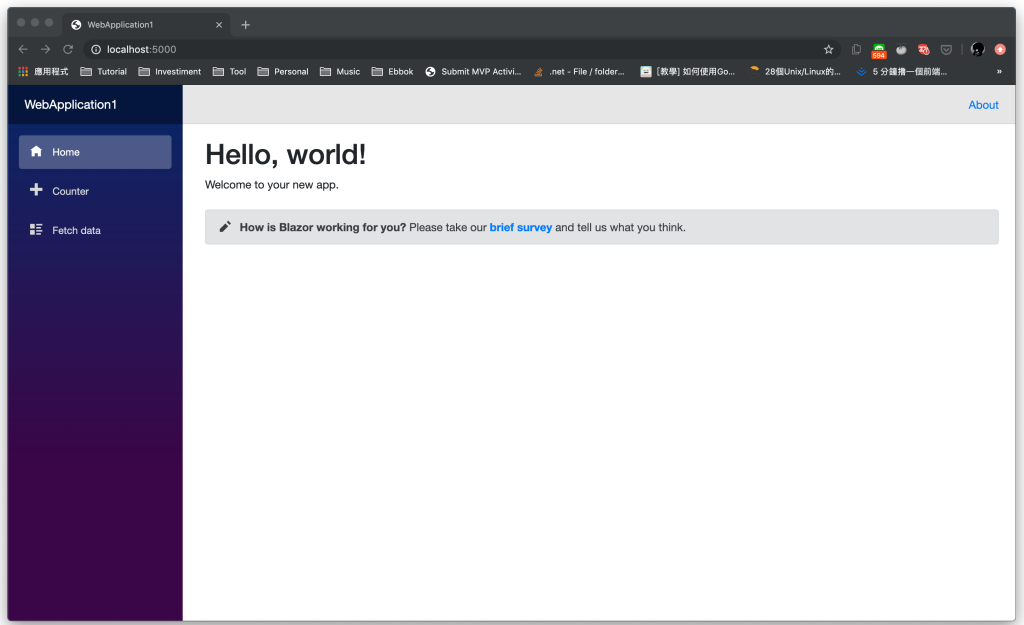 WebApplication1
localhost:5000
594
應用程式 Tutorial Investiment Tool Personal Music Ebbok Submit MVP Activi... .net - File / folder... [教學] 如何使用Go... 28個Unix/Linux的... 5 分鐘擼一個前端... »
WebApplication1
About
Home
Counter
Fetch data
Hello, world!
Welcome to your new app.
How is Blazor working for you? Please take our brief survey and tell us what you think.